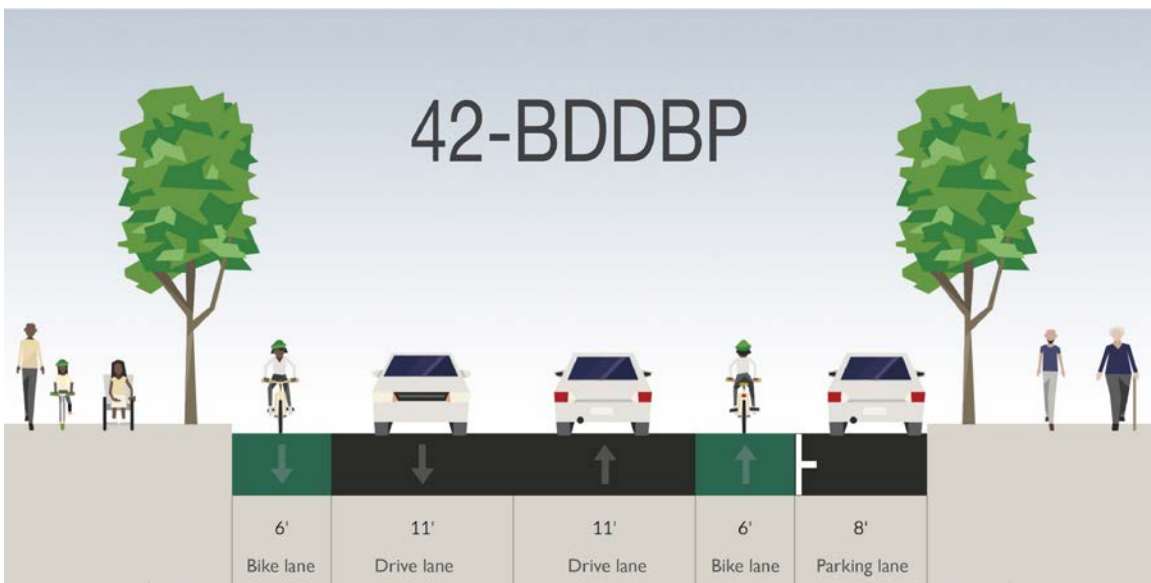 42-BDDBP
6' 11' 11' 6' 8'
Bike lane Drive lane Drive lane Bike lane Parking lane